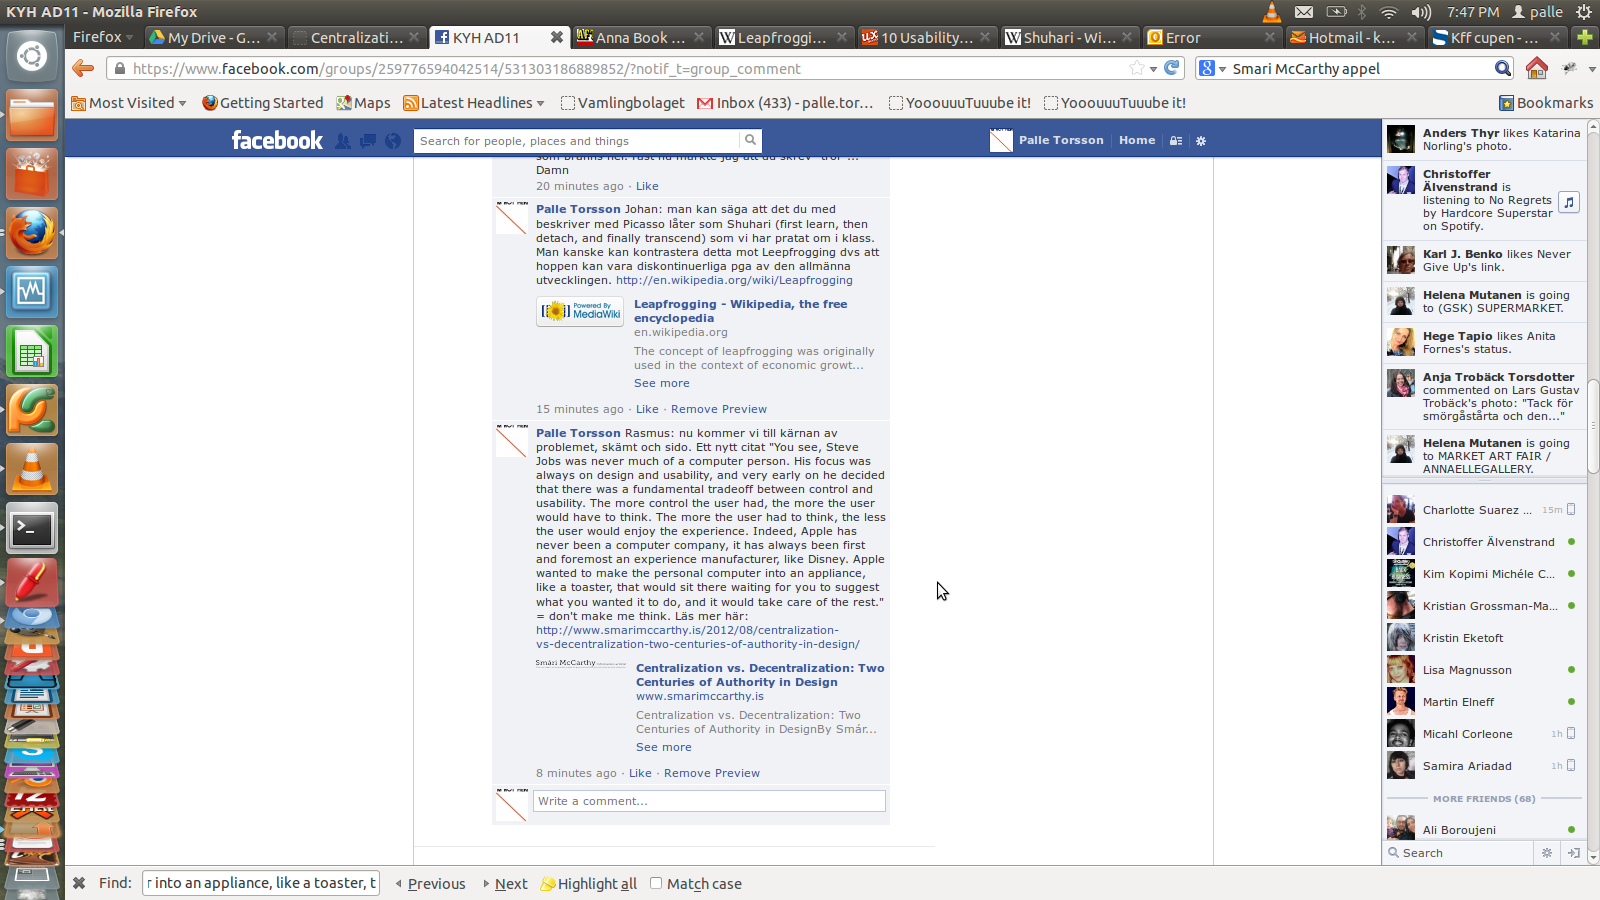 KYH AD11 - Mozilla Firefox
7:47 PM palle
Firefox
My Drive - G...
Centralizati...
KYH AD11
Anna Book ...
Leapfroggi...
10 Usability...
Shuhari - Wi...
Error
Hotmail - k...
Kff cupen - ...
https://www.facebook.com/groups/259776594042514/531303186889852/?notif_t=group_comment
Smari McCarthy appel
Most Visited
Getting Started
Maps
Latest Headlines
Vamlingbolaget
Inbox (433) - palle.tor...
YooouuuTuuube it!
YooouuuTuuube it!
Bookmarks
facebook
Search for people, places and things
Palle Torsson
Home
Damn
20 minutes ago · Like
Palle Torsson Johan: man kan säga att det du med
beskriver med Picasso låter som Shuhari (first learn, then
detach, and finally transcend) som vi har pratat om i klass.
Man kanske kan kontrastera detta mot Leepfrogging dvs att
hoppen kan vara diskontinuerliga pga av den allmänna
utvecklingen. http://en.wikipedia.org/wiki/Leapfrogging
Powered By
MediaWiki
Leapfrogging - Wikipedia, the free
encyclopedia
en.wikipedia.org
The concept of leapfrogging was originally
used in the context of economic growt...
See more
15 minutes ago · Like · Remove Preview
Palle Torsson Rasmus: nu kommer vi till kärnan av
problemet, skämt och sido. Ett nytt citat "You see, Steve
Jobs was never much of a computer person. His focus was
always on design and usability, and very early on he decided
that there was a fundamental tradeoff between control and
usability. The more control the user had, the more the user
would have to think. The more the user had to think, the less
the user would enjoy the experience. Indeed, Apple has
never been a computer company, it has always been first
and foremost an experience manufacturer, like Disney. Apple
wanted to make the personal computer into an appliance,
like a toaster, that would sit there waiting for you to suggest
what you wanted it to do, and it would take care of the rest."
= don't make me think. Läs mer här:
http://www.smarimccarthy.is/2012/08/centralization-
vs-decentralization-two-centuries-of-authority-in-design/
Smári McCarthy
Centralization vs. Decentralization: Two
Centuries of Authority in Design
www.smarimccarthy.is
Centralization vs. Decentralization: Two
Centuries of Authority in DesignBy Smár...
See more
8 minutes ago · Like · Remove Preview
Write a comment...
Anders Thyr likes Katarina
Norling's photo.
Christoffer
Älvenstrand is
listening to No Regrets
by Hardcore Superstar
on Spotify.
Karl J. Benko likes Never
Give Up's link.
Helena Mutanen is going
to (GSK) SUPERMARKET.
Hege Tapio likes Anita
Fornes's status.
Anja Trobäck Torsdotter
commented on Lars Gustav
Trobäck's photo: "Tack för
smörgåstårta och den..."
Helena Mutanen is going
to MARKET ART FAIR /
ANNAELLEGALLERY.
Charlotte Suarez ... 15m
Christoffer Älvenstrand
Kim Kopimi Michéle C...
Kristian Grossman-Ma...
Kristin Eketoft
Lisa Magnusson
Martin Elneff
Micahl Corleone 1h
Samira Ariadad 1h
MORE FRIENDS (68)
Ali Boroujeni
Search
Find: r into an appliance, like a toaster, t
Previous
Next
Highlight all
Match case